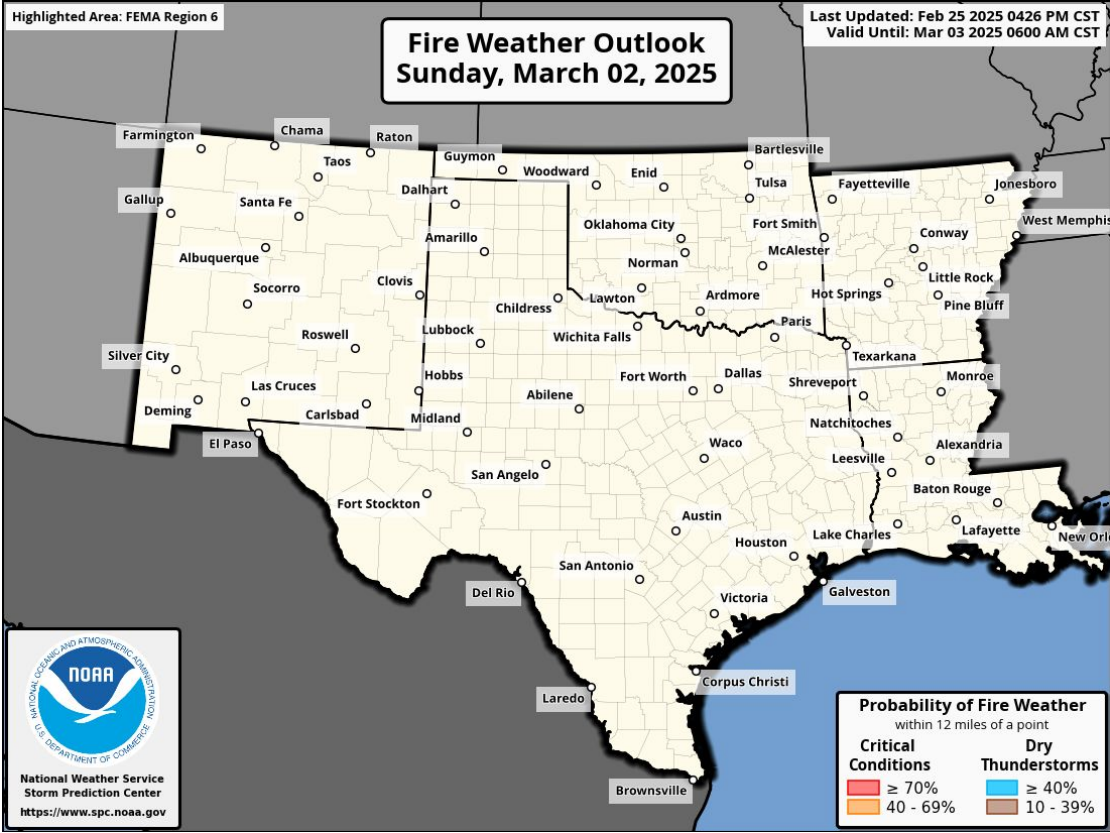 Highlighted Area: FEMA Region 6
Fire Weather Outlook
Sunday, March 02, 2025
Last Updated: Feb 25 2025 0426 PM CST
Valid Until: Mar 03 2025 0600 AM CST
Farmington
Chama
Raton
Taos
Guymon
Woodward
Enid
Bartlesville
Tulsa
Fayetteville
Jonesboro
Gallup
Santa Fe
Dalhart
West Memphis
Oklahoma City
Fort Smith
Conway
Albuquerque
Amarillo
Norman
McAlester
Little Rock
Socorro
Clovis
Childress
Lawton
Ardmore
Hot Springs
Pine Bluff
Roswell
Lubbock
Wichita Falls
Paris
Texarkana
Silver City
Las Cruces
Hobbs
Abilene
Fort Worth
Dallas
Shreveport
Monroe
Deming
Carlsbad
Midland
Natchitoches
El Paso
Waco
Alexandria
San Angelo
Leesville
Fort Stockton
Baton Rouge
Austin
Houston
Lake Charles
Lafayette
New Orl
San Antonio
Del Rio
Victoria
Galveston
Laredo
Corpus Christi
Brownsville
NATIONAL OCEANIC AND ATMOSPHERIC ADMINISTRATION
NOAA
U.S. DEPARTMENT OF COMMERCE
National Weather Service
Storm Prediction Center
https://www.spc.noaa.gov
Probability of Fire Weather
within 12 miles of a point
Critical Conditions
≥ 70%
40 - 69%
Dry Thunderstorms
≥ 40%
10 - 39%